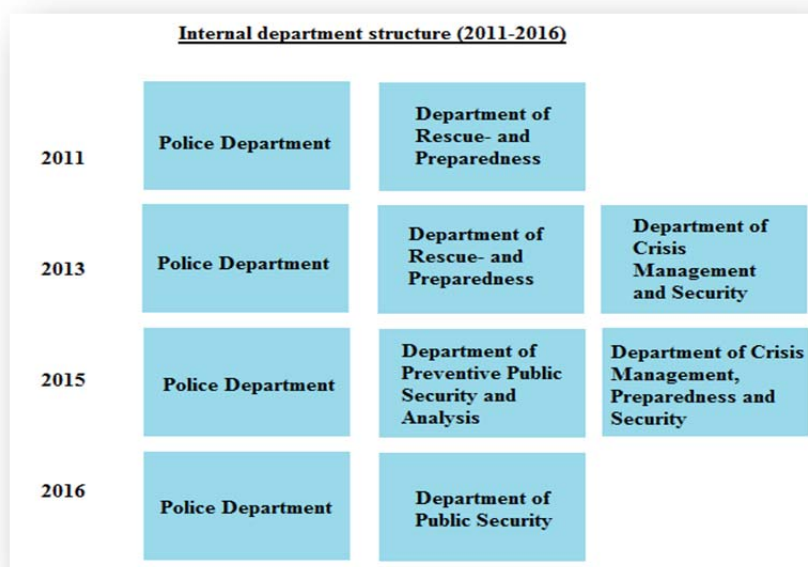 Internal department structure (2011-2016)
2011
Police Department
Department of
Rescue- and
Preparedness
2013
Police Department
Department of
Rescue- and
Preparedness
Department of
Crisis
Management
and Security
2015
Police Department
Department of
Preventive Public
Security and
Analysis
Department of Crisis
Management,
Preparedness and
Security
2016
Police Department
Department of
Public Security